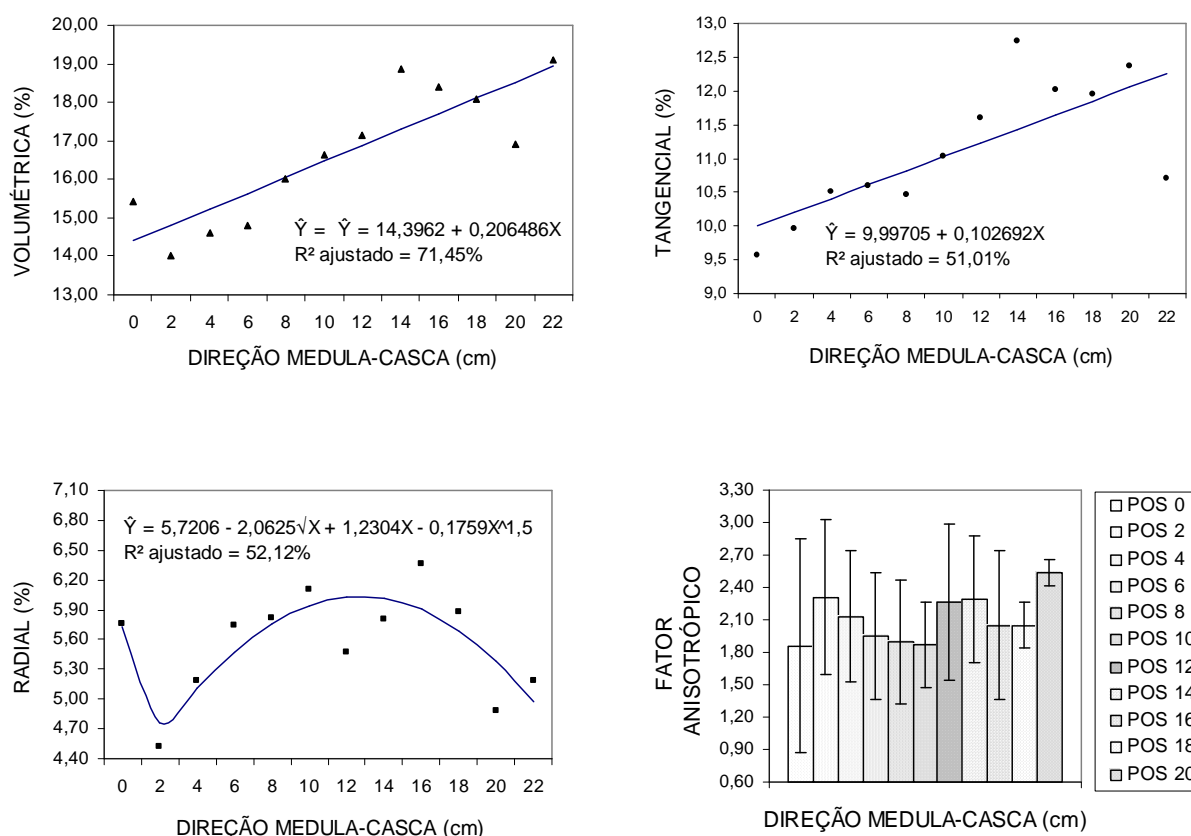 VOLUMÉTRICA (%)
20,00
19,00
18,00
17,00
16,00
15,00
14,00
13,00
Ŷ = Ŷ = 14,3962 + 0,206486X
R² ajustado = 71,45%
0 2 4 6 8 10 12 14 16 18 20 22
DIREÇÃO MEDULA-CASCA (cm)
TANGENCIAL (%)
13,0
12,5
12,0
11,5
11,0
10,5
10,0
9,5
9,0
Ŷ = 9,99705 + 0,102692X
R² ajustado = 51,01%
0 2 4 6 8 10 12 14 16 18 20 22
DIREÇÃO MEDULA-CASCA (cm)
RADIAL (%)
7,10
6,80
6,50
6,20
5,90
5,60
5,30
5,00
4,70
4,40
Ŷ = 5,7206 - 2,0625√X + 1,2304X - 0,1759X^1,5
R² ajustado = 52,12%
0 2 4 6 8 10 12 14 16 18 20 22
DIREÇÃO MEDULA-CASCA (cm)
FATOR
ANISOTRÓPICO
3,30
3,00
2,70
2,40
2,10
1,80
1,50
1,20
0,90
0,60
DIREÇÃO MEDULA-CASCA (cm)
POS 0
POS 2
POS 4
POS 6
POS 8
POS 10
POS 12
POS 14
POS 16
POS 18
POS 20